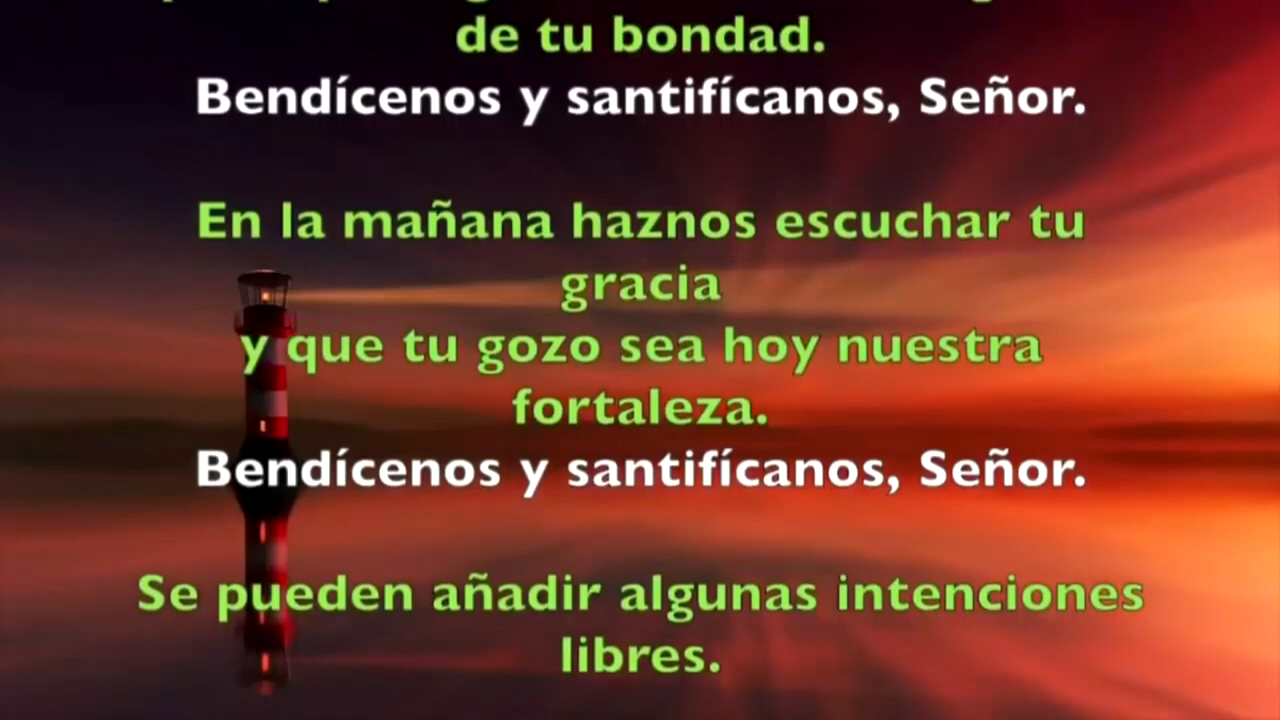 de tu bondad.
Bendícenos y santifícanos, Señor.
En la mañana haznos escuchar tu
gracia
y que tu gozo sea hoy nuestra
fortaleza.
Bendícenos y santifícanos, Señor.
Se pueden añadir algunas intenciones
libres.